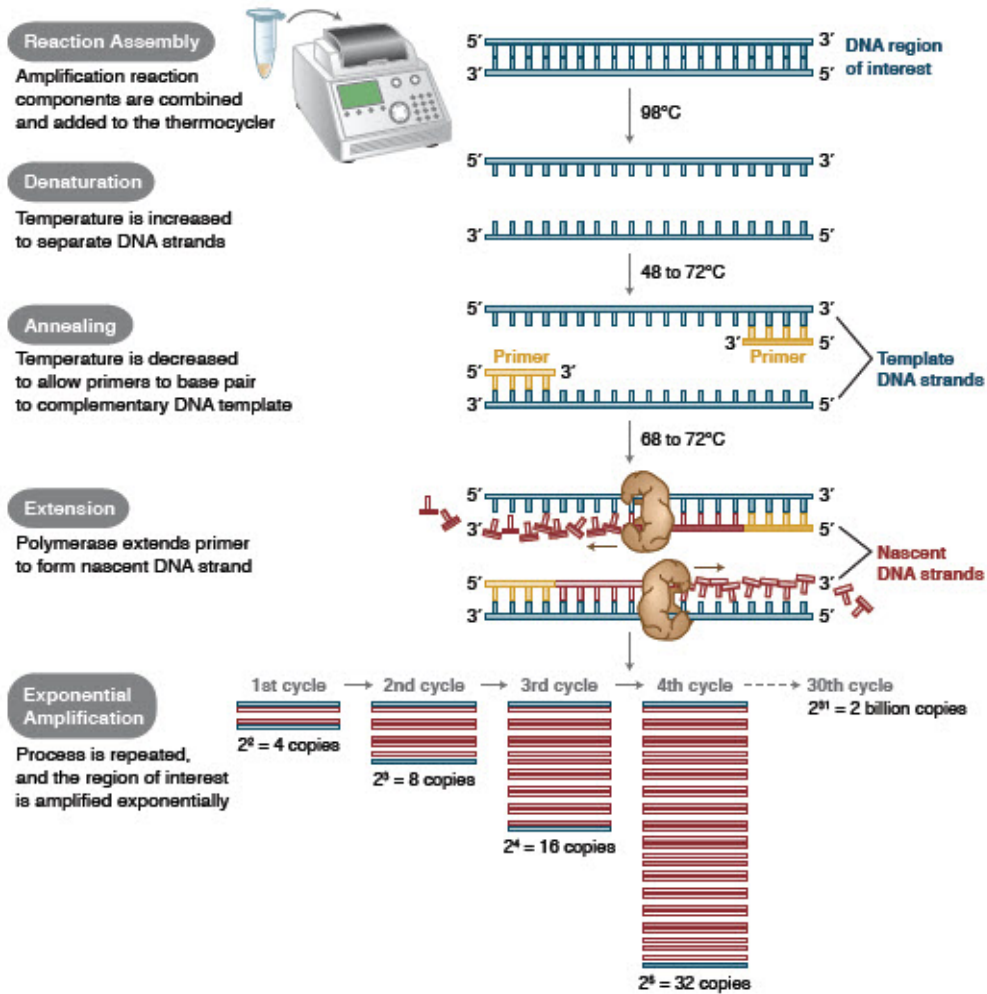 Reaction Assembly
Amplification reaction
components are combined
and added to the thermocycler
5′ 3′
3′ 5′
DNA region
of interest
98°C
Denaturation
Temperature is increased
to separate DNA strands
5′ 3′
3′ 5′
48 to 72°C
Annealing
Temperature is decreased
to allow primers to base pair
to complementary DNA template
5′ 3′
3′ 5′
Primer Primer
5′ 3′
3′ 5′
Template
DNA strands
68 to 72°C
Extension
Polymerase extends primer
to form nascent DNA strand
5′ 3′
3′ 5′
5′ 3′
3′ 5′
Nascent
DNA strands
Exponential
Amplification
Process is repeated,
and the region of interest
is amplified exponentially
1st cycle 2nd cycle 3rd cycle 4th cycle 30th cycle
2² = 4 copies
2³ = 8 copies
2⁴ = 16 copies
2⁵ = 32 copies
2³¹ = 2 billion copies